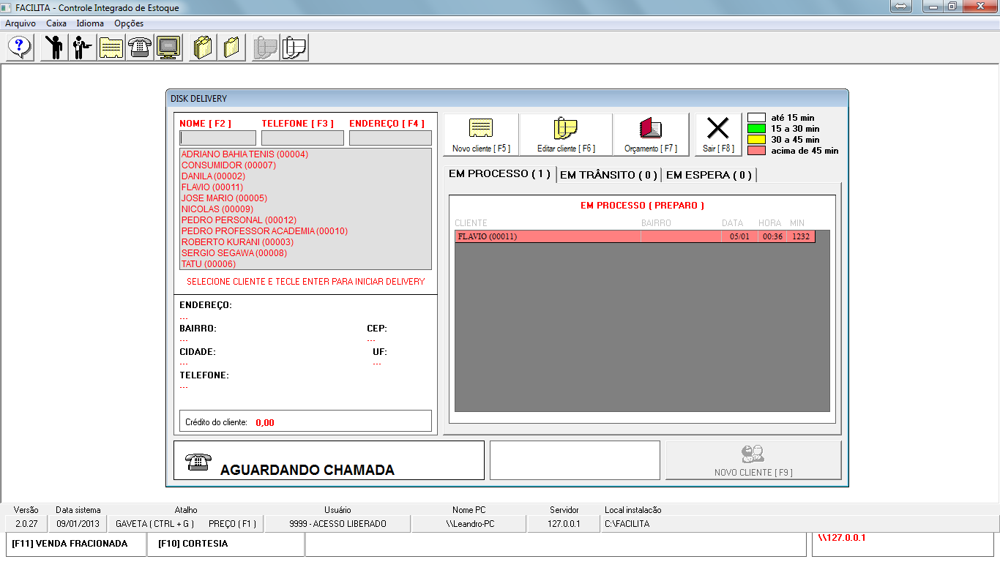 FACILITA - Controle Integrado de Estoque
Arquivo Caixa Idioma Opções
DISK DELIVERY
NOME [ F2 ] TELEFONE [ F3 ] ENDEREÇO [ F4 ]
ADRIANO BAHIA TENIS (00004)
CONSUMIDOR (00007)
DANILA (00002)
FLAVIO (00011)
JOSE MARIO (00005)
NICOLAS (00009)
PEDRO PERSONAL (00012)
PEDRO PROFESSOR ACADEMIA (00010)
ROBERTO KURANI (00003)
SERGIO SEGAWA (00008)
TATU (00006)
SELECIONE CLIENTE E TECLE ENTER PARA INICIAR DELIVERY
ENDEREÇO:
...
BAIRRO: CEP:
... ...
CIDADE: UF:
... ...
TELEFONE:
...
Crédito do cliente: 0,00
Novo cliente [ F5 ] Editar cliente [ F6 ] Orçamento [ F7 ] Sair [ F8 ]
até 15 min
15 a 30 min
30 a 45 min
acima de 45 min
EM PROCESSO ( 1 ) EM TRÂNSITO ( 0 ) EM ESPERA ( 0 )
EM PROCESSO ( PREPARO )
CLIENTE BAIRRO DATA HORA MIN
FLAVIO (00011) 05/01 00:36 1232
AGUARDANDO CHAMADA
NOVO CLIENTE [ F9 ]
Versão Data sistema Atalho Usuário Nome PC Servidor Local instalacão
2.0.27 09/01/2013 GAVETA ( CTRL + G ) PREÇO ( F1 ) 9999 - ACESSO LIBERADO \\Leandro-PC 127.0.0.1 C:\FACILITA
[F11] VENDA FRACIONADA [F10] CORTESIA \\127.0.0.1